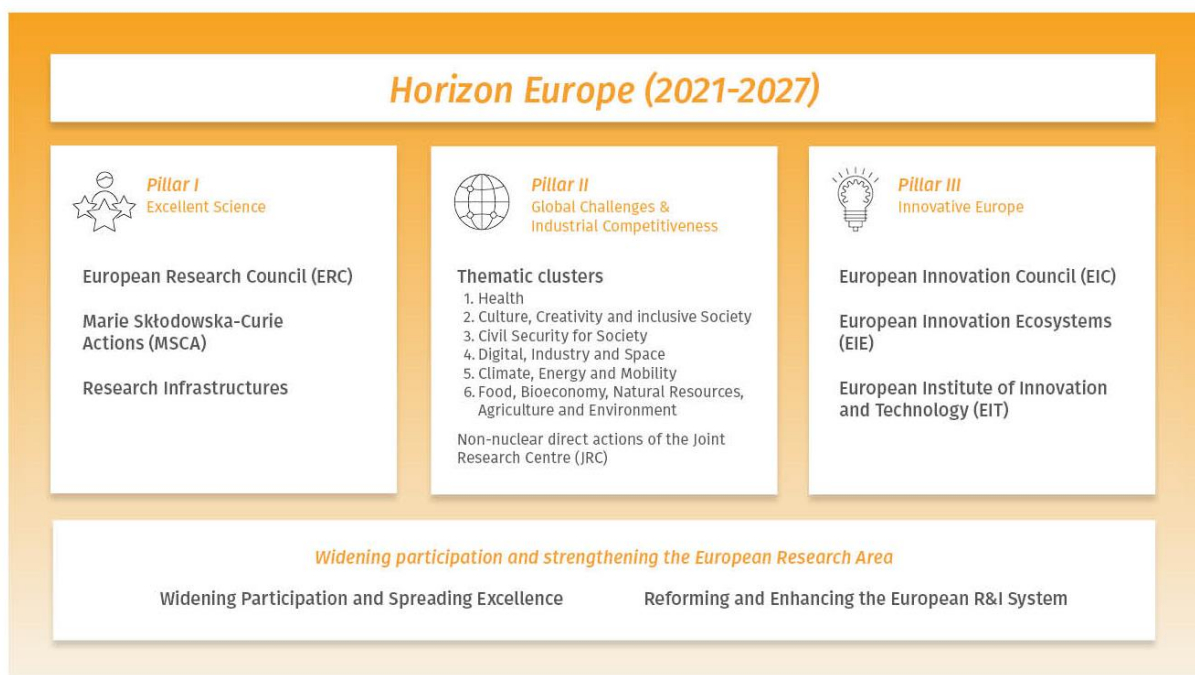 Horizon Europe (2021-2027)
Pillar I
Excellent Science
European Research Council (ERC)
Marie Skłodowska-Curie
Actions (MSCA)
Research Infrastructures
Pillar II
Global Challenges &
Industrial Competitiveness
Thematic clusters
1. Health
2. Culture, Creativity and inclusive Society
3. Civil Security for Society
4. Digital, Industry and Space
5. Climate, Energy and Mobility
6. Food, Bioeconomy, Natural Resources,
Agriculture and Environment
Non-nuclear direct actions of the Joint
Research Centre (JRC)
Pillar III
Innovative Europe
European Innovation Council (EIC)
European Innovation Ecosystems
(EIE)
European Institute of Innovation
and Technology (EIT)
Widening participation and strengthening the European Research Area
Widening Participation and Spreading Excellence
Reforming and Enhancing the European R&I System